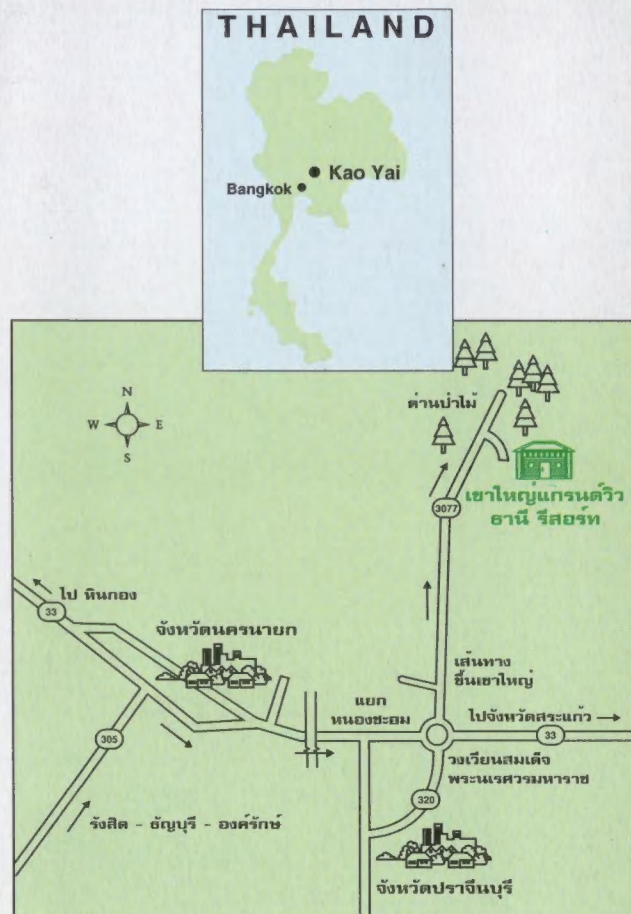 THAILAND
Kao Yai
Bangkok
N
W E
S
ด่านป่าไม้
เขาใหญ่แกรนด์วิว
ธานี รีสอร์ท
3077
ไป หินกอง
33
จังหวัดนครนายก
เส้นทาง
ขึ้นเขาใหญ่
แยก
หนองชะอม
ไปจังหวัดสระแก้ว
33
305
วงเวียนสมเด็จ
พระนเรศวรมหาราช
320
รังสิต - ธัญบุรี - องค์รักษ์
จังหวัดปราจีนบุรี